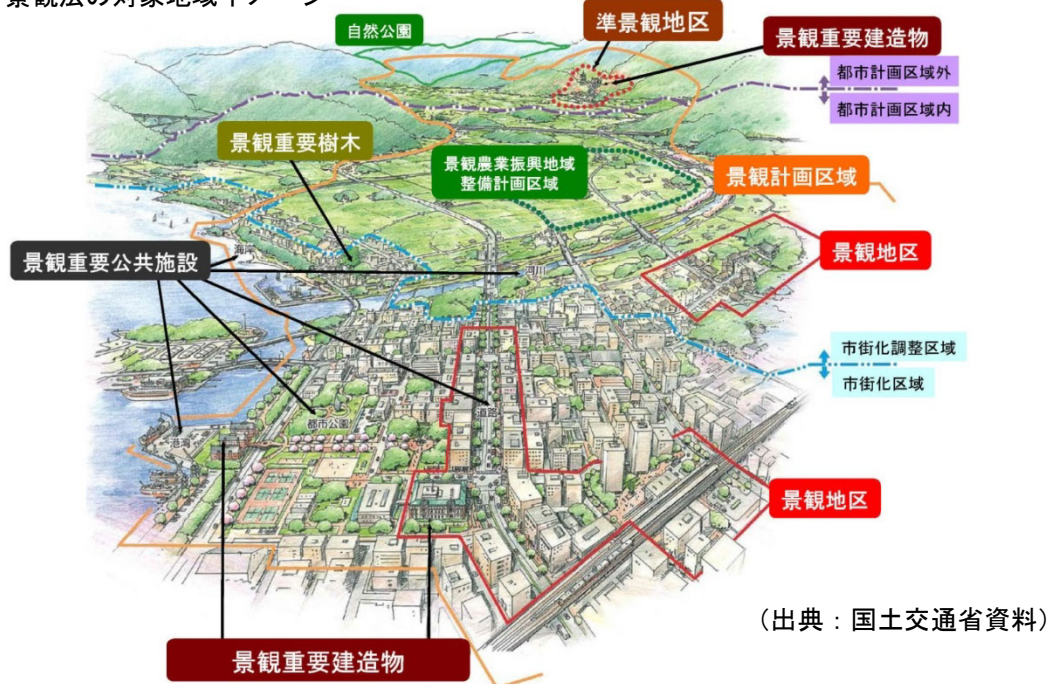 景観法の対象地域イメージ
自然公園
準景観地区
景観重要建造物
都市計画区域外
都市計画区域内
景観重要樹木
景観農業振興地域
整備計画区域
景観計画区域
景観重要公共施設
海岸
河川
景観地区
市街化調整区域
市街化区域
道路
都市公園
港湾
景観地区
(出典:国土交通省資料)
景観重要建造物